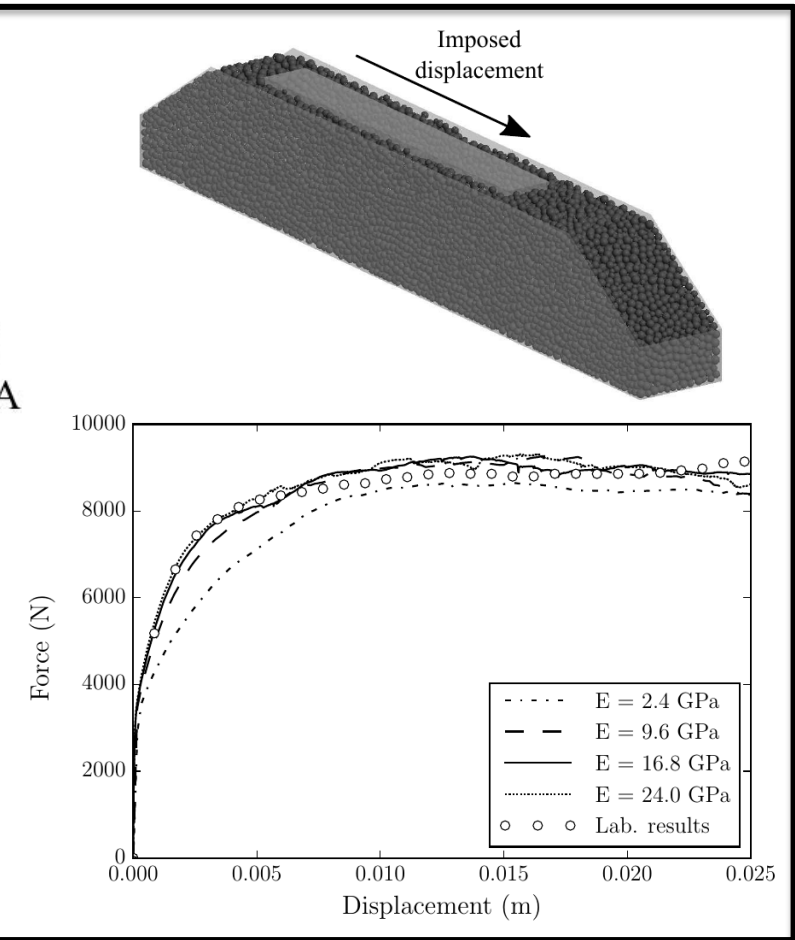 Imposed
displacement
A
10000
8000
6000
4000
2000
0
Force (N)
E = 2.4 GPa
E = 9.6 GPa
E = 16.8 GPa
E = 24.0 GPa
Lab. results
0.000 0.005 0.010 0.015 0.020 0.025
Displacement (m)